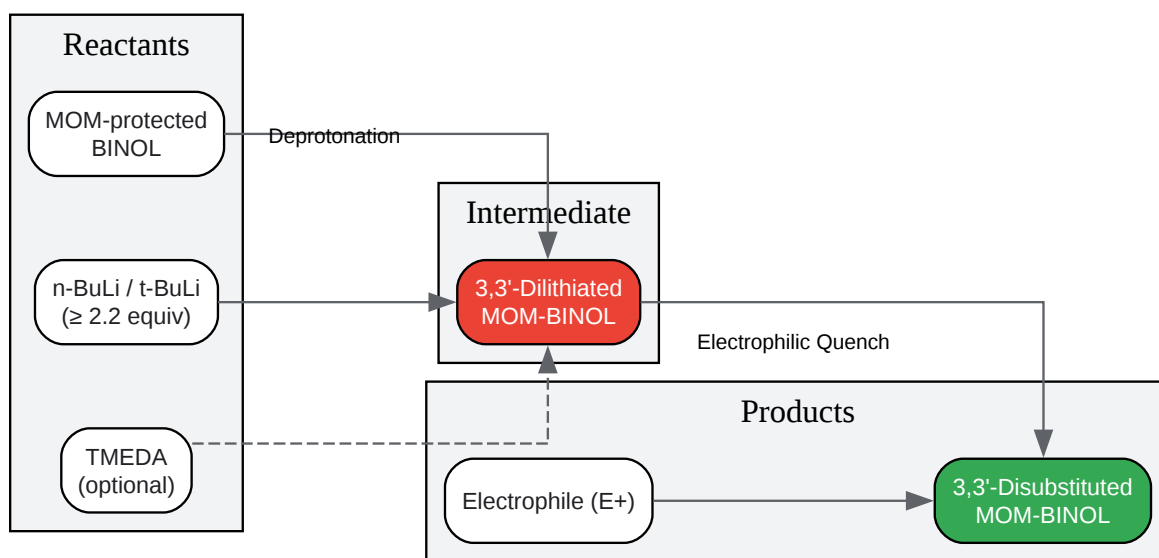 Reactants
MOM-protected
BINOL
Deprotonation
Intermediate
n-BuLi / t-BuLi
(≥ 2.2 equiv)
3,3'-Dilithiated
MOM-BINOL
Electrophilic Quench
Products
TMEDA
(optional)
Electrophile (E+)
3,3'-Disubstituted
MOM-BINOL